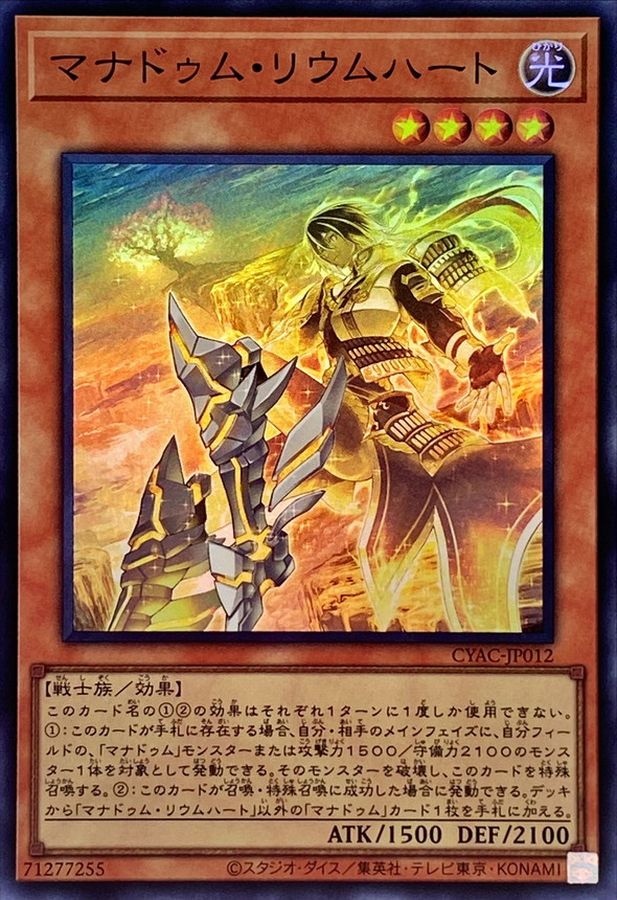 マナドゥム・リウムハート
ひかり
光
CYAC-JP012
【戦士族/効果】
このカード名の①②の効果はそれぞれ1ターンに1度しか使用できない。
①:このカードが手札に存在する場合、自分・相手のメインフェイズに、自分フィー
ルドの、「マナドゥム」モンスターまたは攻撃力1500/守備力2100のモンス
ター1体を対象として発動できる。そのモンスターを破壊し、このカードを特殊
召喚する。②:このカードが召喚・特殊召喚に成功した場合に発動できる。デッキ
から「マナドゥム・リウムハート」以外の「マナドゥム」カード1枚を手札に加える。
ATK/1500 DEF/2100
71277255 ©スタジオ・ダイス/集英社・テレビ東京・KONAMI